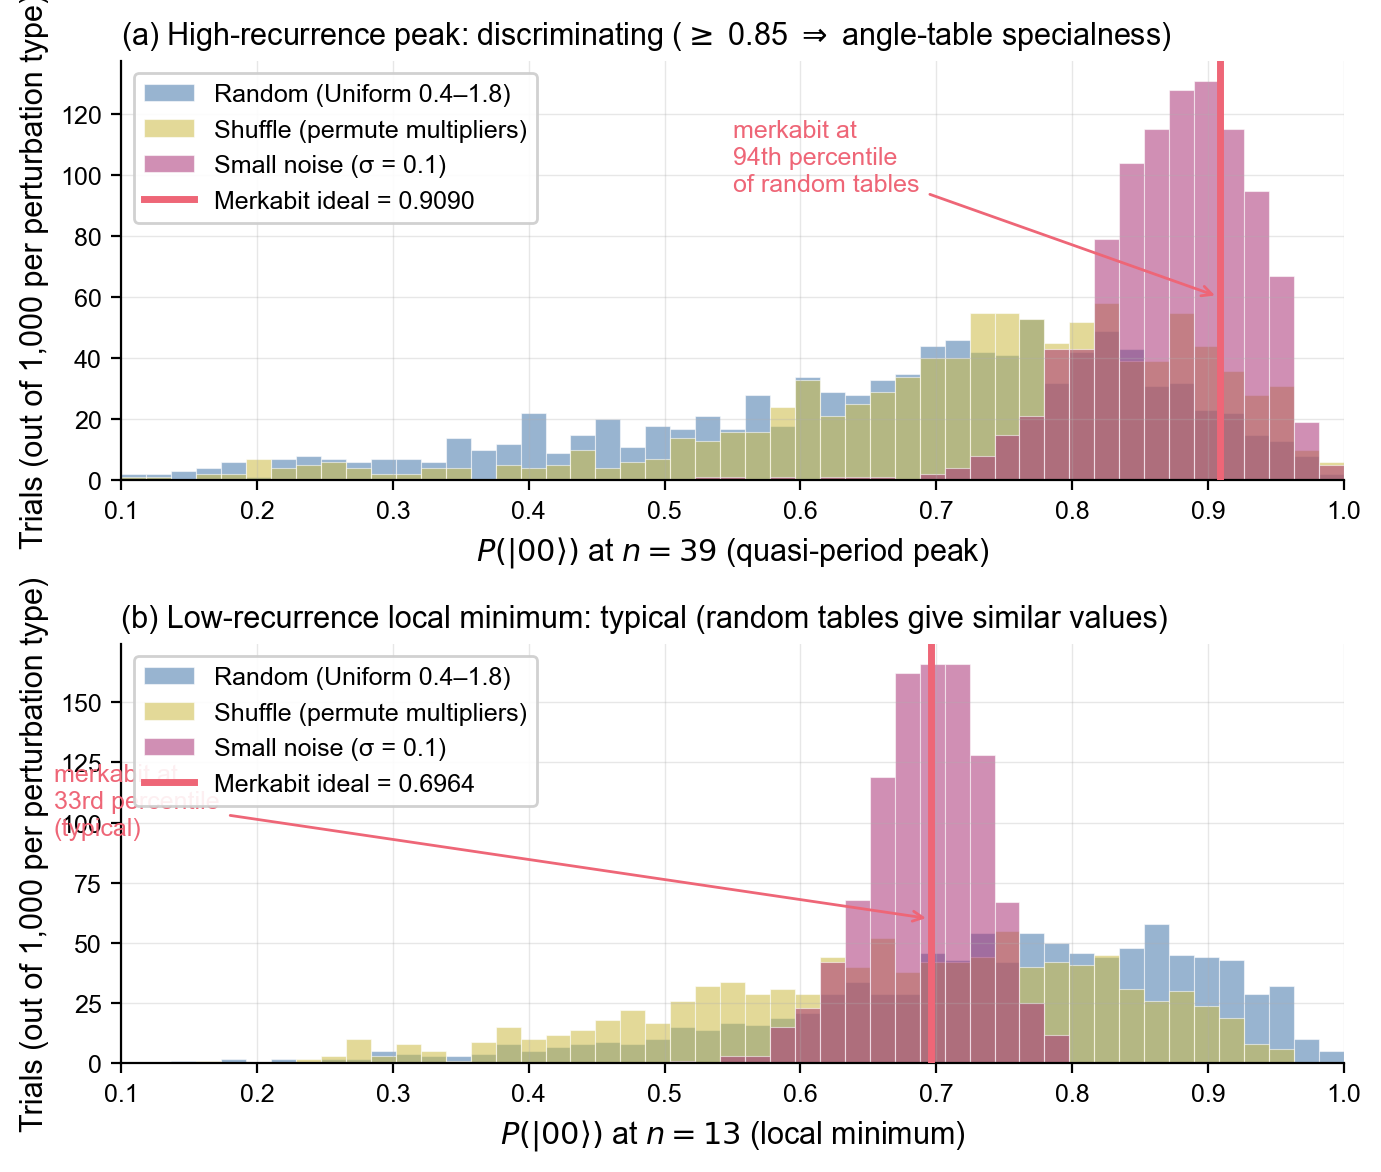 (a) High-recurrence peak: discriminating ( ≥ 0.85 ⇒ angle-table specialness)
Trials (out of 1,000 per perturbation type)
120
100
80
60
40
20
0
Random (Uniform 0.4–1.8)
Shuffle (permute multipliers)
Small noise (σ = 0.1)
Merkabit ideal = 0.9090
merkabit at
94th percentile
of random tables
0.1 0.2 0.3 0.4 0.5 0.6 0.7 0.8 0.9 1.0
P(|00⟩) at n = 39 (quasi-period peak)
(b) Low-recurrence local minimum: typical (random tables give similar values)
Trials (out of 1,000 per perturbation type)
150
125
100
75
50
25
0
Random (Uniform 0.4–1.8)
Shuffle (permute multipliers)
Small noise (σ = 0.1)
Merkabit ideal = 0.6964
merkabit at
33rd percentile
(typical)
0.1 0.2 0.3 0.4 0.5 0.6 0.7 0.8 0.9 1.0
P(|00⟩) at n = 13 (local minimum)